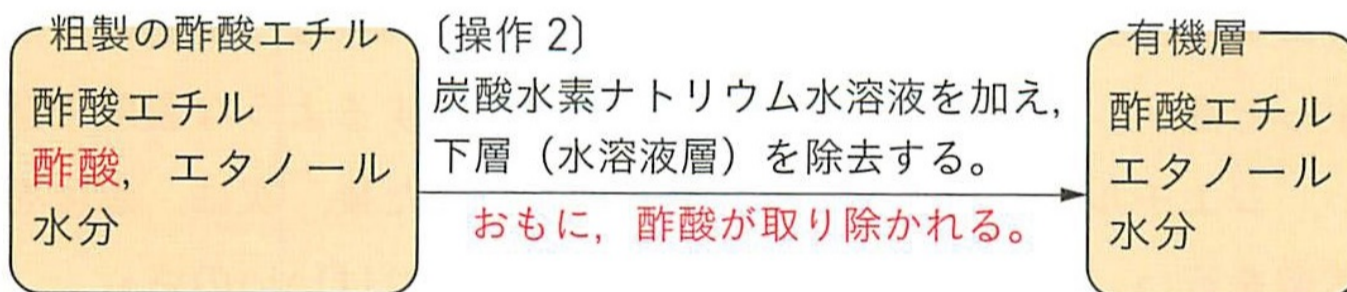 粗製の酢酸エチル
酢酸エチル
酢酸，エタノール
水分
〔操作 2〕
炭酸水素ナトリウム水溶液を加え，
下層（水溶液層）を除去する。
おもに，酢酸が取り除かれる。
有機層
酢酸エチル
エタノール
水分